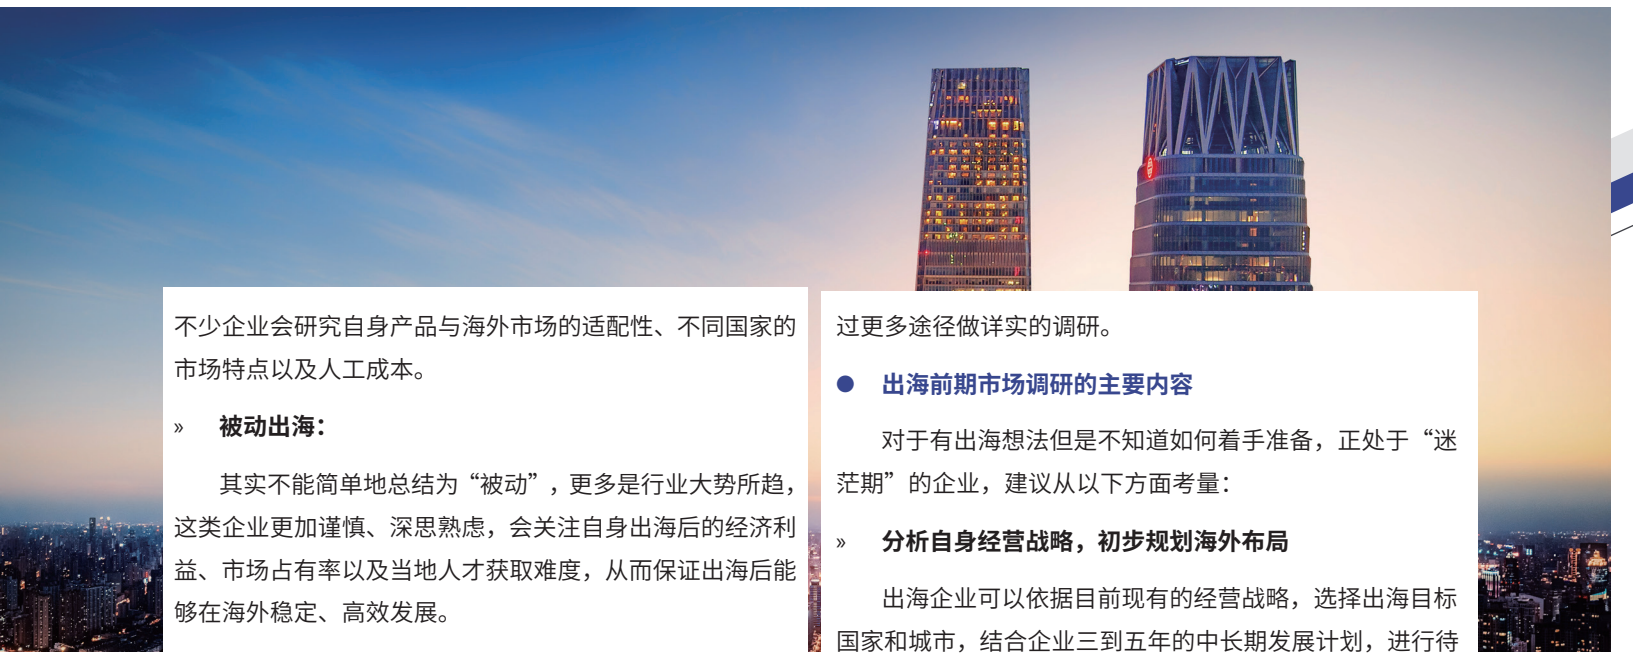 不少企业会研究自身产品与海外市场的适配性、不同国家的
市场特点以及人工成本。
» 被动出海：
其实不能简单地总结为“被动”，更多是行业大势所趋，
这类企业更加谨慎、深思熟虑，会关注自身出海后的经济利
益、市场占有率以及当地人才获取难度，从而保证出海后能
够在海外稳定、高效发展。
过更多途径做详实的调研。
● 出海前期市场调研的主要内容
对于有出海想法但是不知道如何着手准备，正处于“迷
茫期”的企业，建议从以下方面考量：
» 分析自身经营战略，初步规划海外布局
出海企业可以依据目前现有的经营战略，选择出海目标
国家和城市，结合企业三到五年的中长期发展计划，进行待